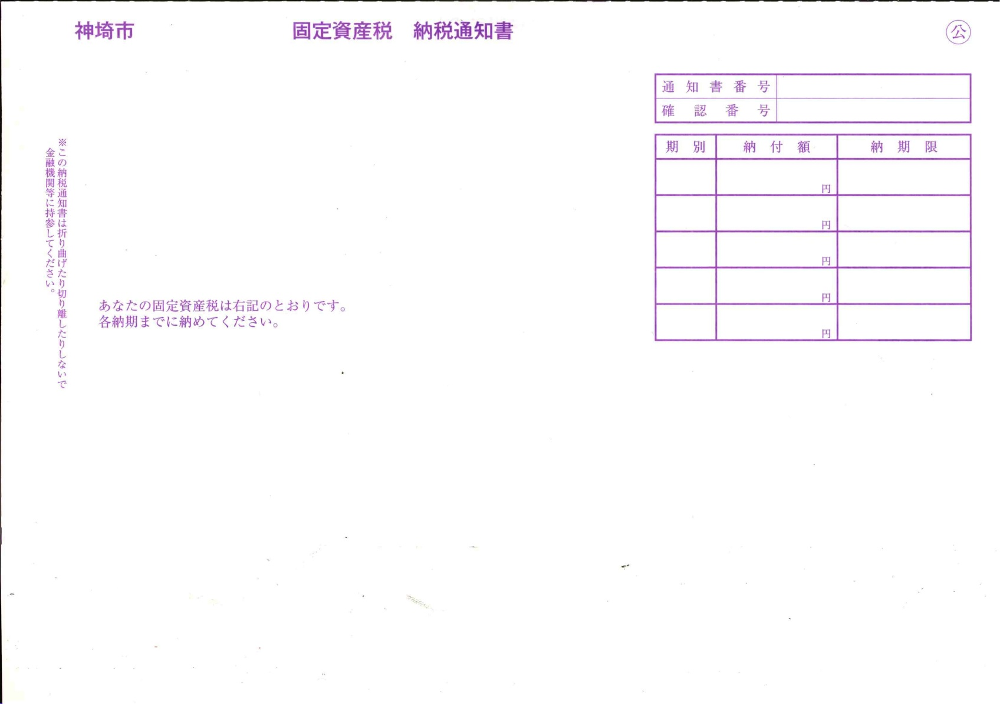 神埼市　固定資産税　納税通知書　公
通知書番号
確認番号
期別　納付額　納期限
円
円
円
円
円
※この納税通知書は折り曲げたり切り離したりしないで
金融機関等に持参してください。
あなたの固定資産税は右記のとおりです。
各納期までに納めてください。